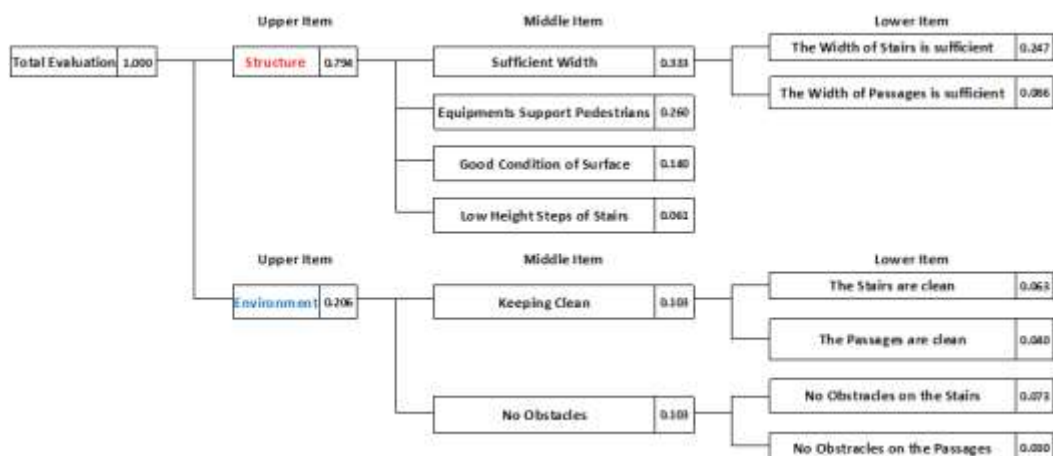 Upper Item Middle Item Lower Item
Total Evaluation 1.000 Structure 0.794 Sufficient Width 0.333 The Width of Stairs is sufficient 0.247
The Width of Passages is sufficient 0.086
Equipments Support Pedestrians 0.260
Good Condition of Surface 0.140
Low Height Steps of Stairs 0.061
Upper Item Middle Item Lower Item
The Stairs are clean 0.063
Environment 0.206 Keeping Clean 0.103
The Passages are clean 0.040
No Obstracles on the Stairs 0.073
No Obstacles 0.103
No Obstracles on the Passages 0.030